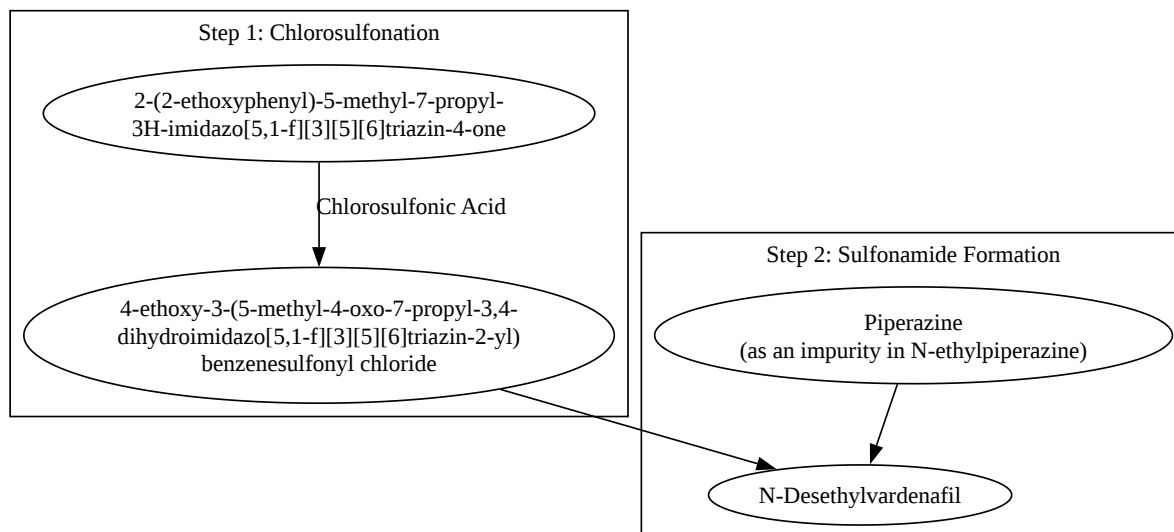 Step 1: Chlorosulfonation
2-(2-ethoxyphenyl)-5-methyl-7-propyl-
3H-imidazo[5,1-f][3][5][6]triazin-4-one
Chlorosulfonic Acid
4-ethoxy-3-(5-methyl-4-oxo-7-propyl-3,4-
dihydroimidazo[5,1-f][3][5][6]triazin-2-yl)
benzenesulfonyl chloride
Step 2: Sulfonamide Formation
Piperazine
(as an impurity in N-ethylpiperazine)
N-Desethylvardenafil